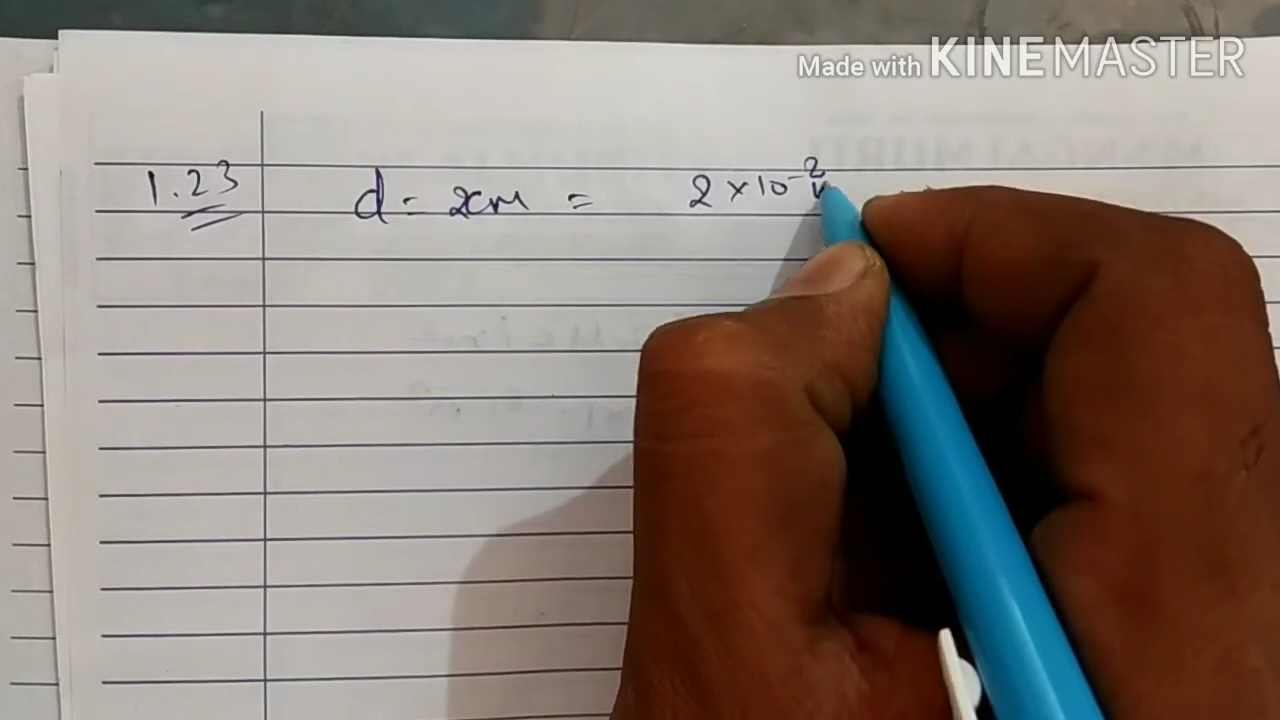 Made with KINEMASTER
1.23 d = 2cm = 2 × 10⁻²